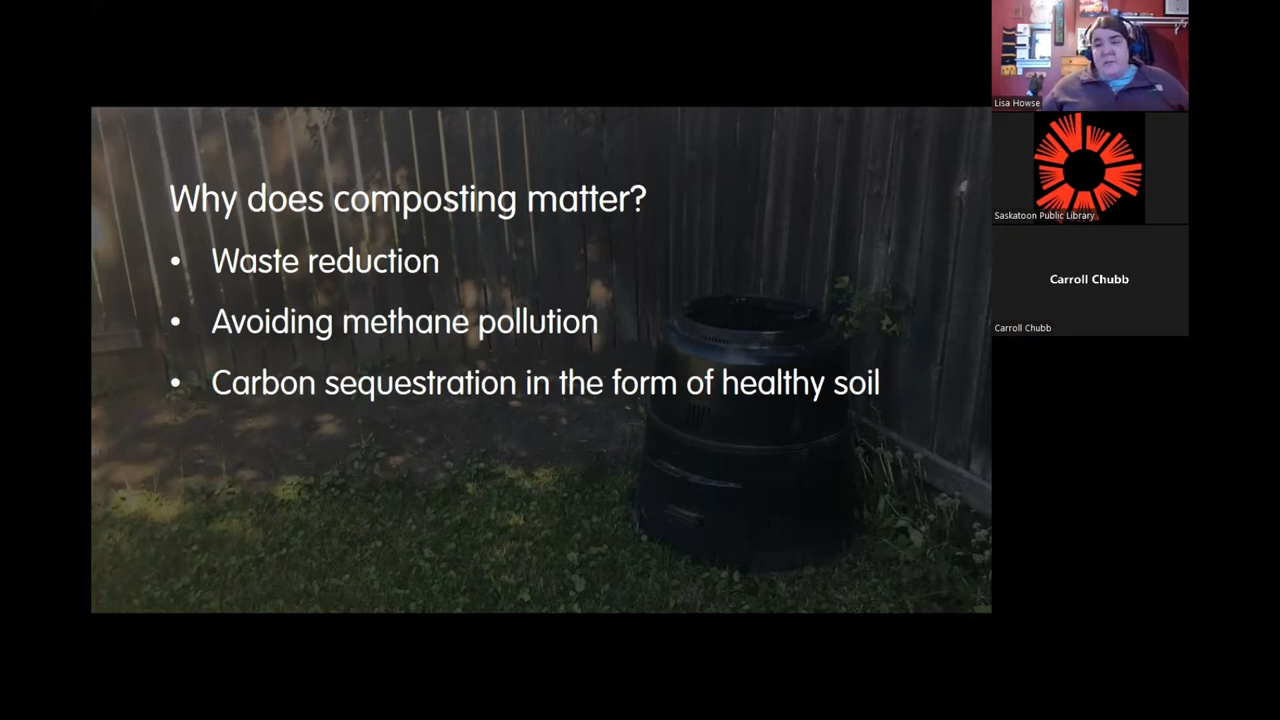 Why does composting matter?
• Waste reduction
• Avoiding methane pollution
• Carbon sequestration in the form of healthy soil
Lisa Howse
Saskatoon Public Library
Carroll Chubb
Carroll Chubb